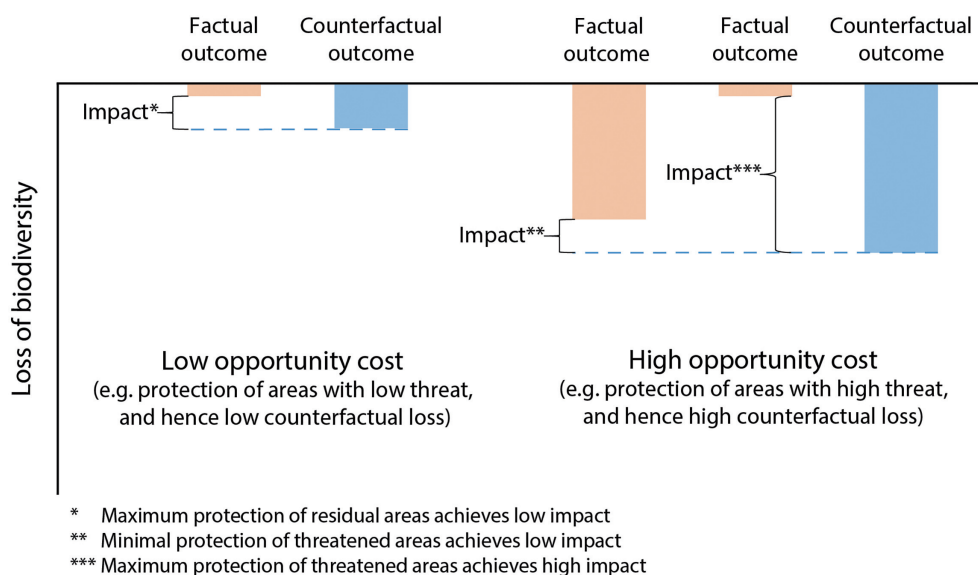 Factual
outcome
Counterfactual
outcome
Factual
outcome
Factual
outcome
Counterfactual
outcome
Impact*
Impact***
Impact**
Loss of biodiversity
Low opportunity cost
(e.g. protection of areas with low threat,
and hence low counterfactual loss)
High opportunity cost
(e.g. protection of areas with high threat,
and hence high counterfactual loss)
* Maximum protection of residual areas achieves low impact
** Minimal protection of threatened areas achieves low impact
*** Maximum protection of threatened areas achieves high impact